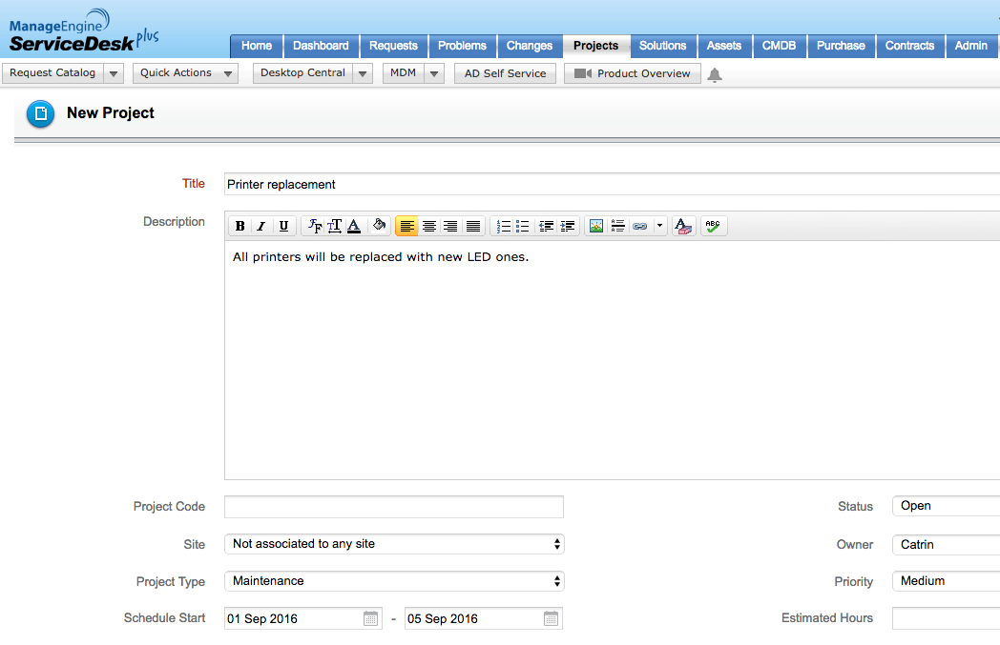 ManageEngine
ServiceDesk plus
Home Dashboard Requests Problems Changes Projects Solutions Assets CMDB Purchase Contracts Admin
Request Catalog Quick Actions Desktop Central MDM AD Self Service Product Overview
New Project
Title Printer replacement
Description B I U F F T T A A ABC
All printers will be replaced with new LED ones.
Project Code Status Open
Site Not associated to any site Owner Catrin
Project Type Maintenance Priority Medium
Schedule Start 01 Sep 2016 - 05 Sep 2016 Estimated Hours